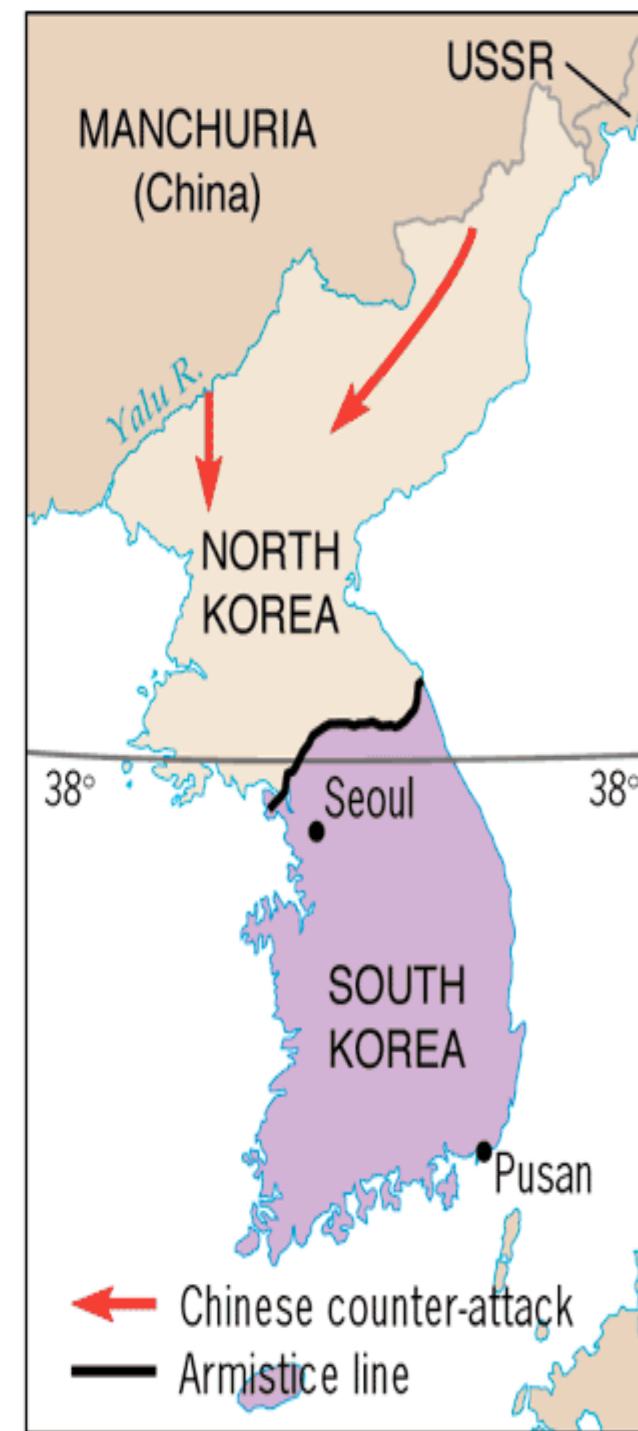 USSR
MANCHURIA
(China)
Yalu R.
NORTH
KOREA
38°
38°
Seoul
SOUTH
KOREA
Pusan
Chinese counter-attack
Armistice line